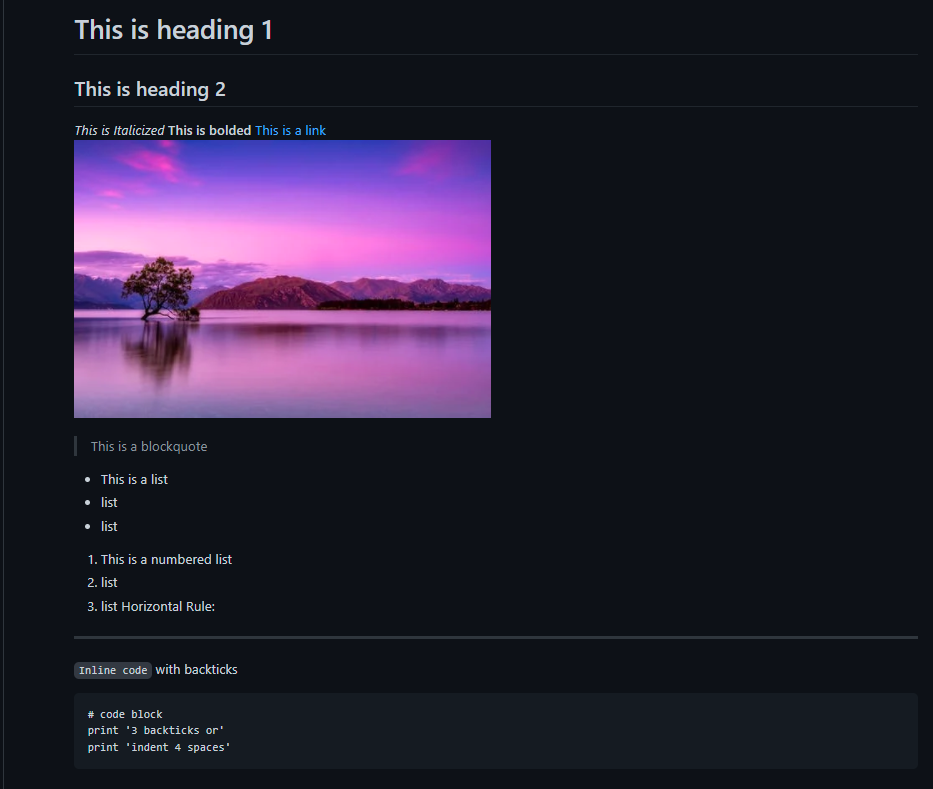 This is heading 1
This is heading 2
This is Italicized This is bolded This is a link
This is a blockquote
This is a list
list
list
1. This is a numbered list
2. list
3. list Horizontal Rule:
Inline code with backticks
# code block
print '3 backticks or'
print 'indent 4 spaces'